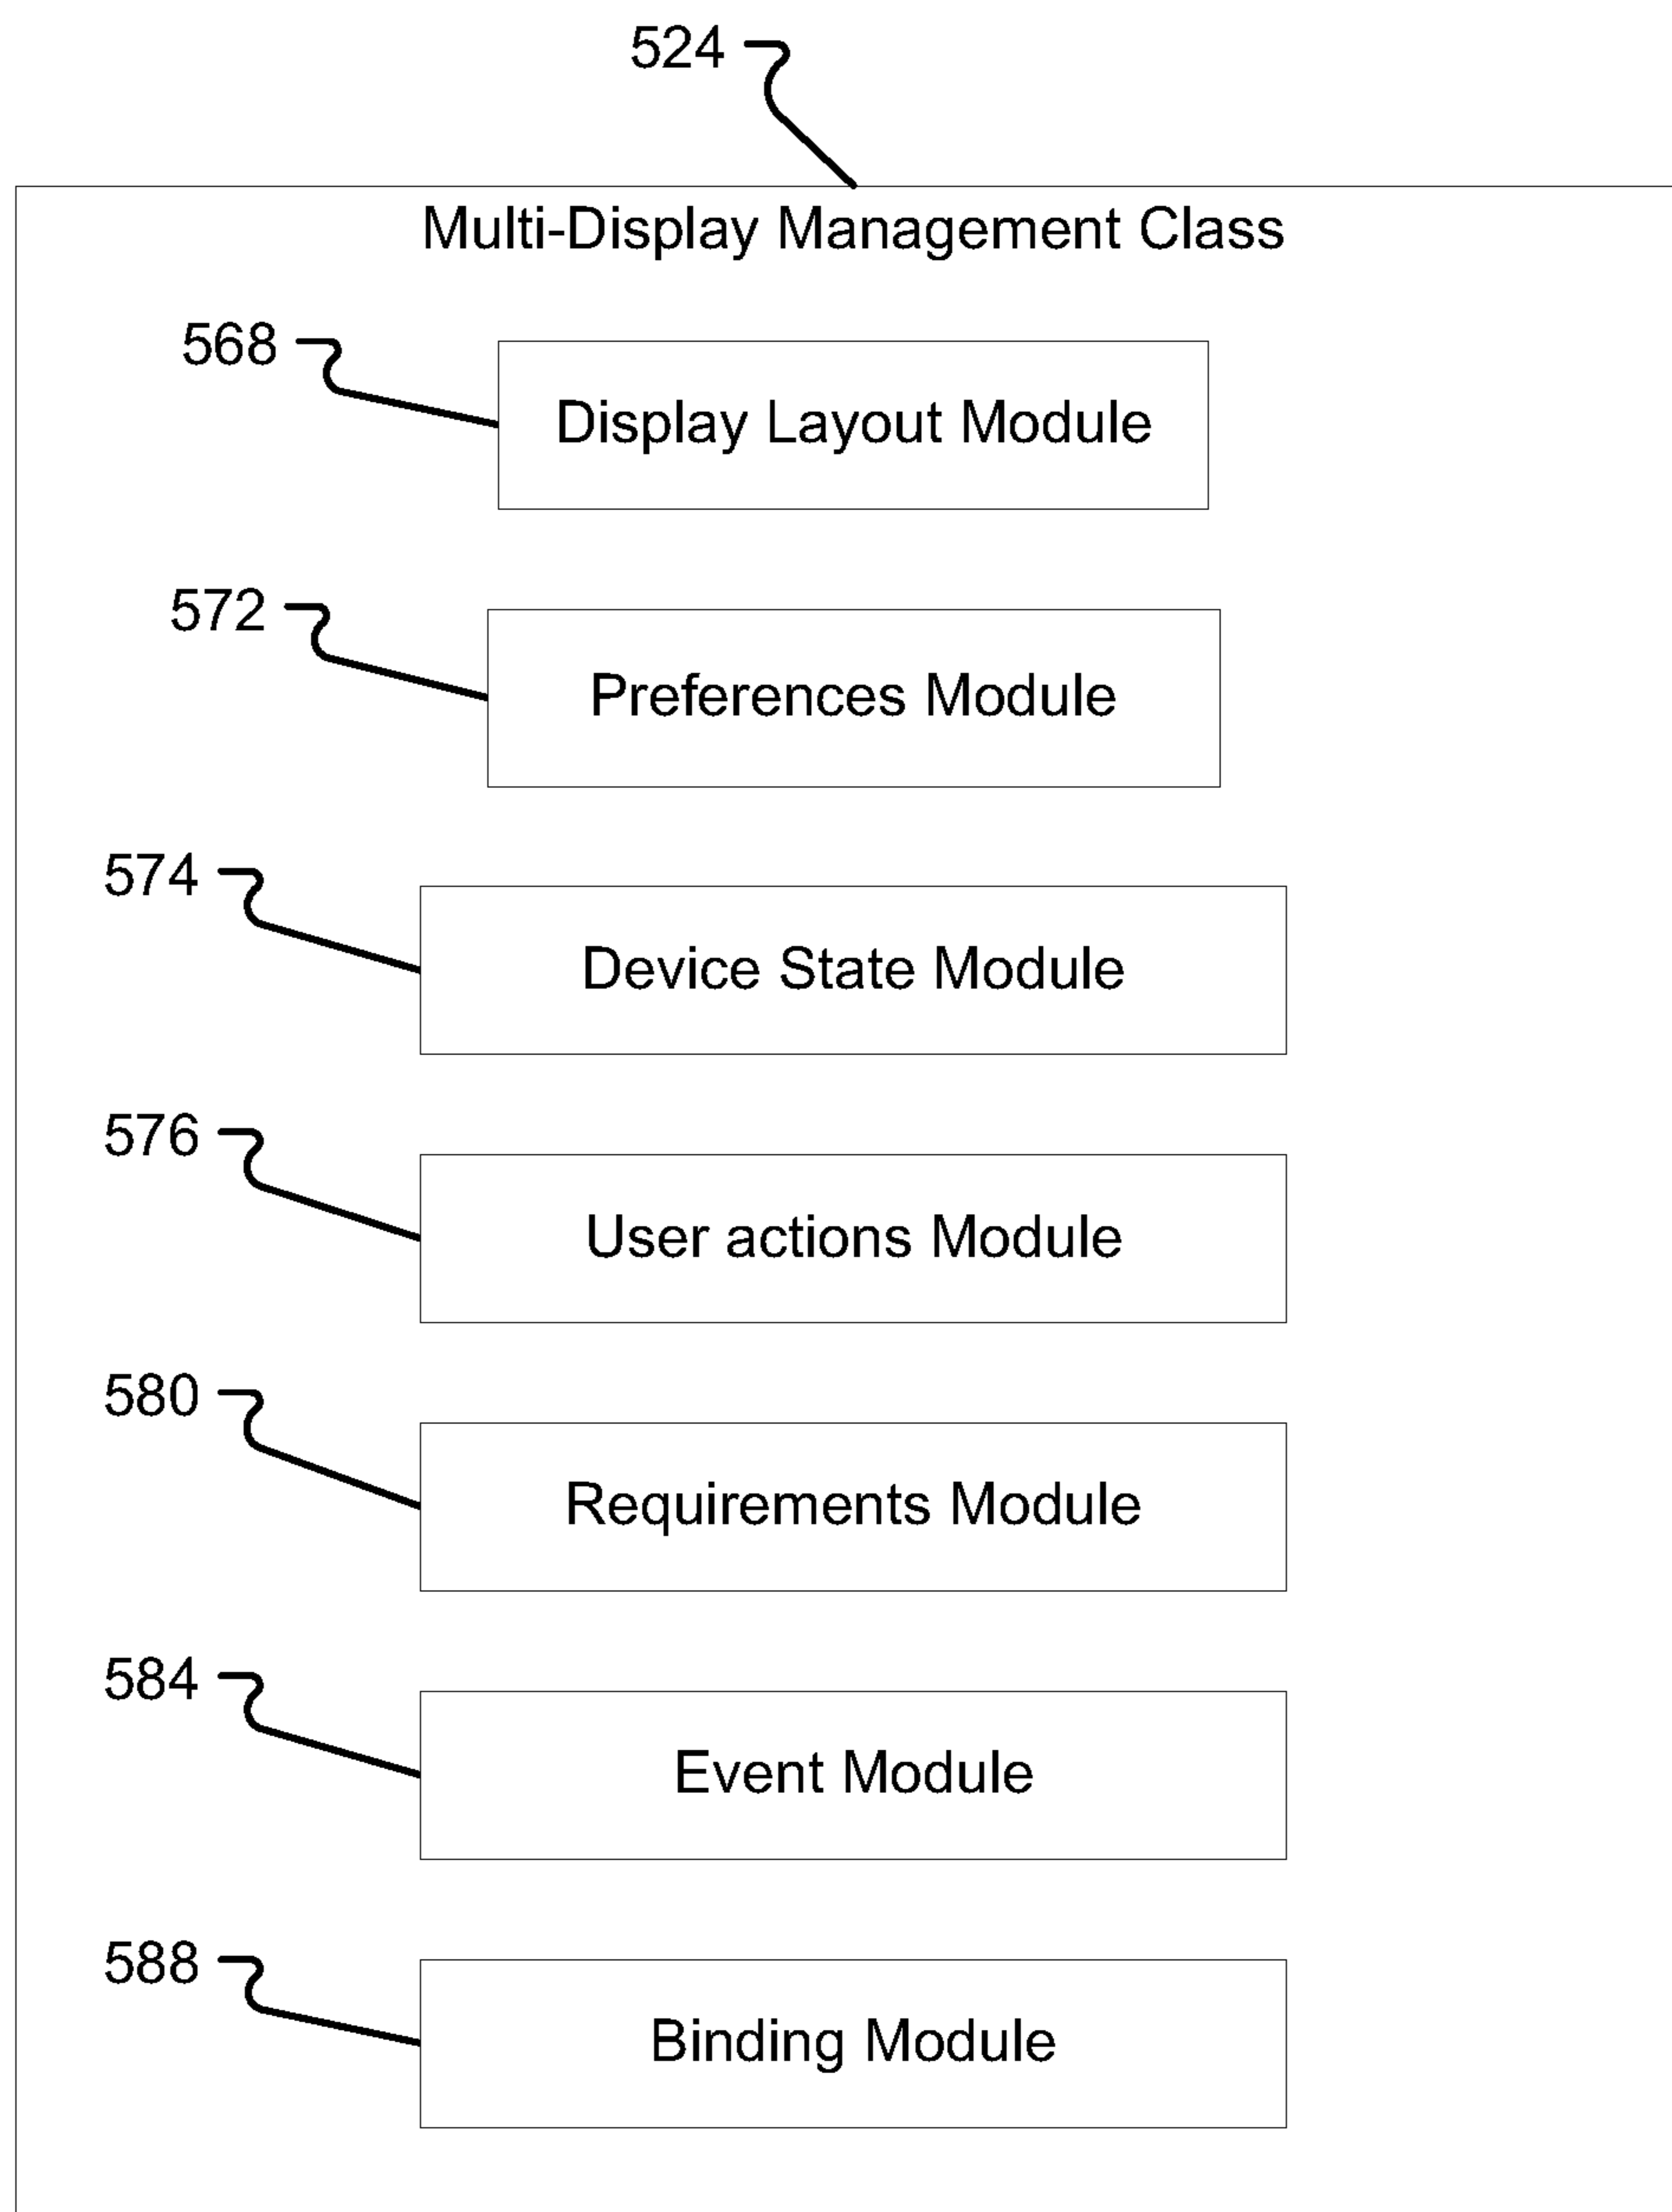 524
Multi-Display Management Class
568
Display Layout Module
572
Preferences Module
574
Device State Module
576
User actions Module
580
Requirements Module
584
Event Module
588
Binding Module